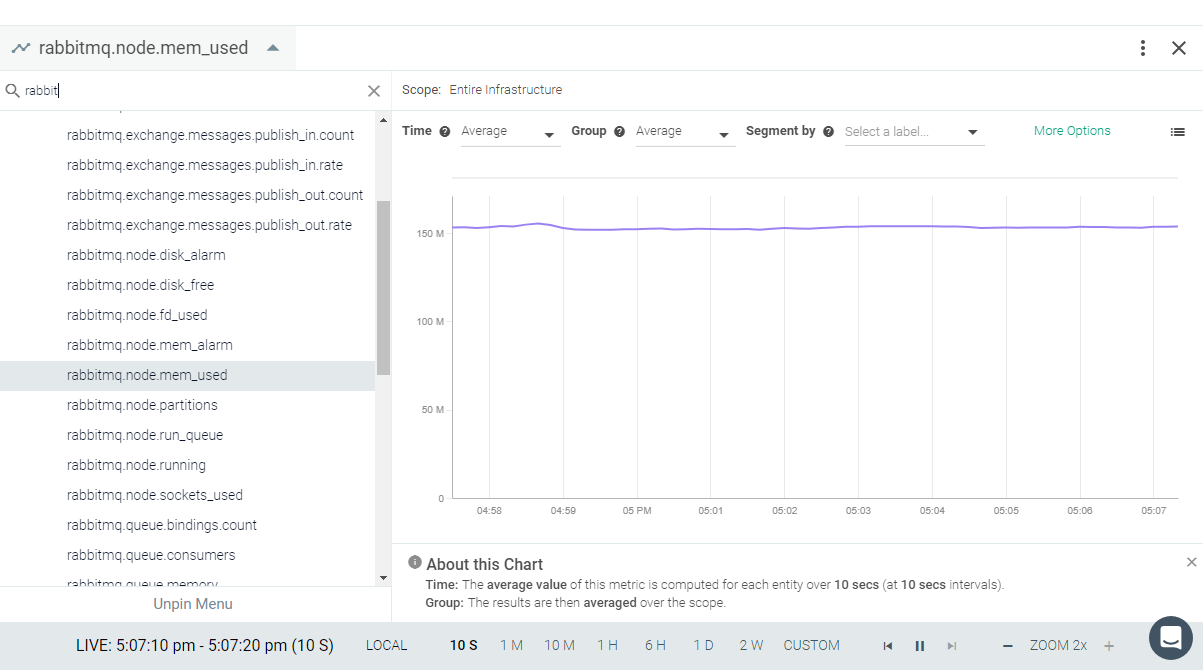 rabbitmq.node.mem_used
rabbit
Scope: Entire Infrastructure
rabbitmq.exchange.messages.publish_in.count
rabbitmq.exchange.messages.publish_in.rate
rabbitmq.exchange.messages.publish_out.count
rabbitmq.exchange.messages.publish_out.rate
rabbitmq.node.disk_alarm
rabbitmq.node.disk_free
rabbitmq.node.fd_used
rabbitmq.node.mem_alarm
rabbitmq.node.mem_used
rabbitmq.node.partitions
rabbitmq.node.run_queue
rabbitmq.node.running
rabbitmq.node.sockets_used
rabbitmq.queue.bindings.count
rabbitmq.queue.consumers
rabbitmq.queue.memory
Unpin Menu
Time Average Group Average Segment by Select a label... More Options
150 M
100 M
50 M
0
04:58 04:59 05 PM 05:01 05:02 05:03 05:04 05:05 05:06 05:07
About this Chart
Time: The average value of this metric is computed for each entity over 10 secs (at 10 secs intervals).
Group: The results are then averaged over the scope.
LIVE: 5:07:10 pm - 5:07:20 pm (10 S) LOCAL 10 S 1 M 10 M 1 H 6 H 1 D 2 W CUSTOM ZOOM 2x